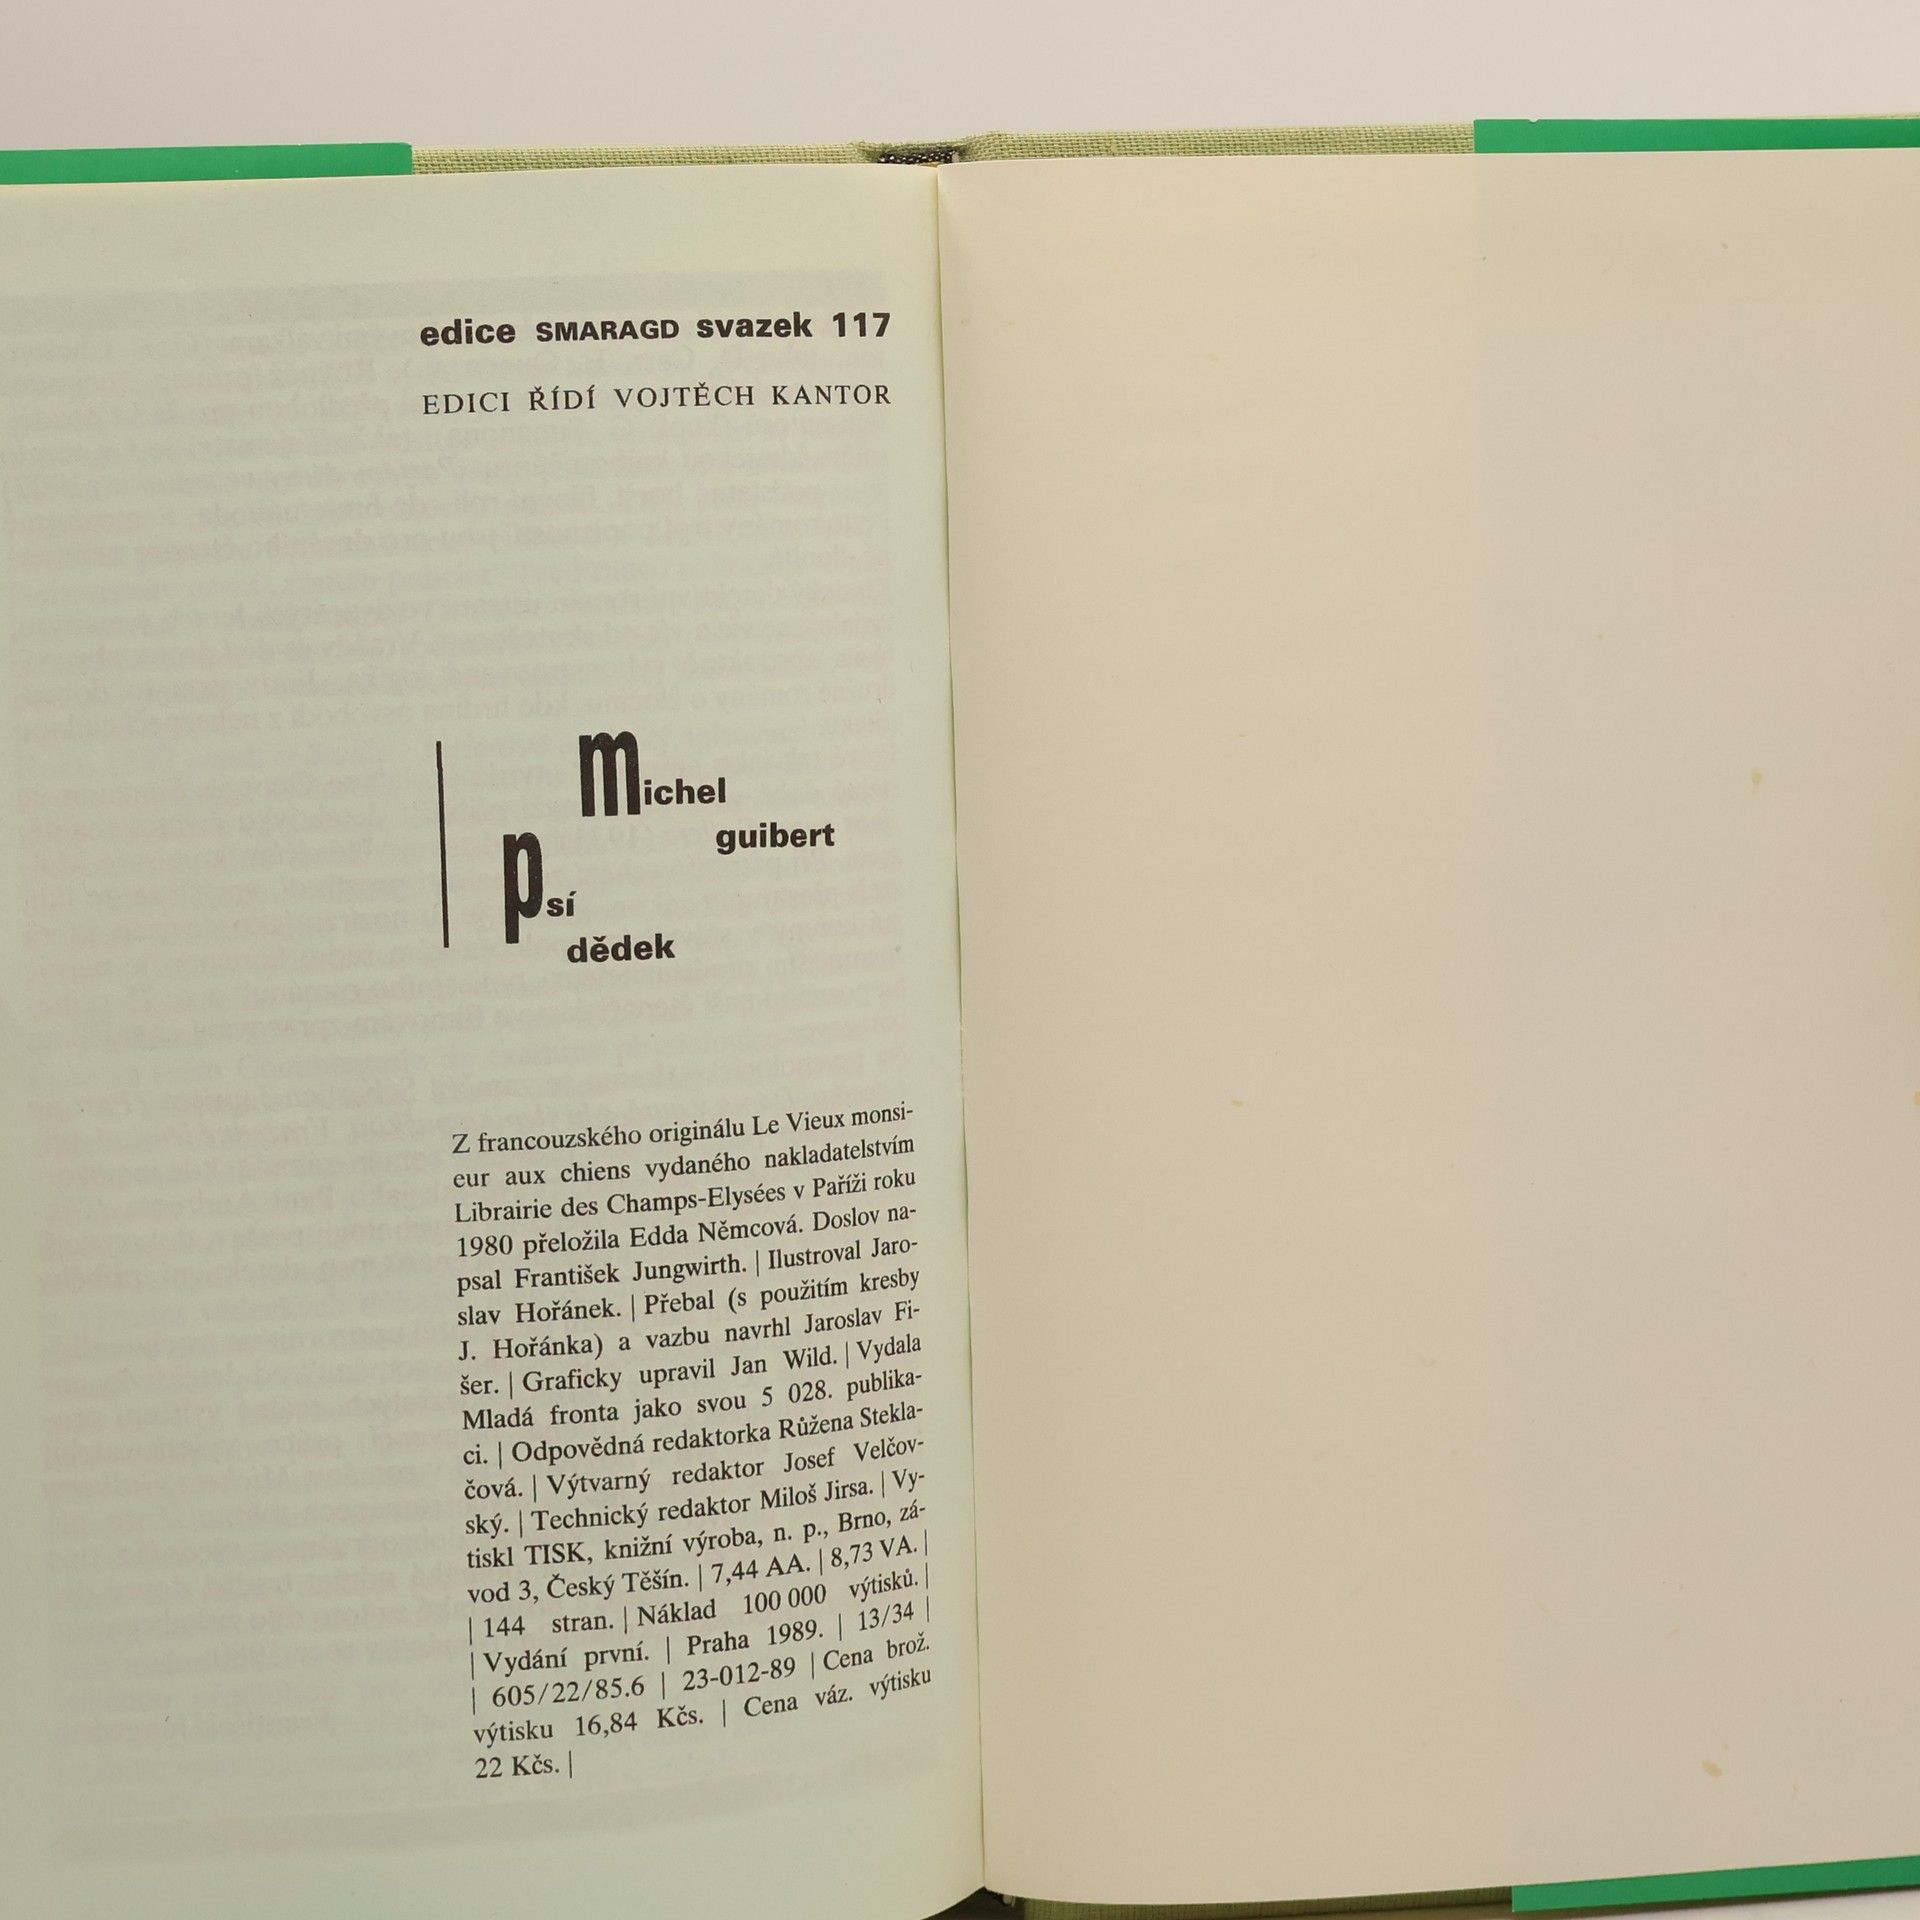 edice SMARAGD svazek 117
EDICI ŘÍDÍ VOJTĚCH KANTOR
michel
guibert
psí
dědek
Z francouzského originálu Le Vieux monsi-
eur aux chiens vydaného nakladatelstvím
Librairie des Champs-Elysées v Paříži roku
1980 přeložila Edda Němcová. Doslov na-
psal František Jungwirth. | Ilustroval Jaro-
slav Hořánek. | Přebal (s použitím kresby
J. Hořánka) a vazbu navrhl Jaroslav Fi-
šer. | Graficky upravil Jan Wild. | Vydala
Mladá fronta jako svou 5 028. publika-
ci. | Odpovědná redaktorka Růžena Stekla-
čová. | Výtvarný redaktor Josef Velčov-
ský. | Technický redaktor Miloš Jirsa. | Vy-
tiskl TISK, knižní výroba, n. p., Brno, zá-
vod 3, Český Těšín. | 7,44 AA. | 8,73 VA. |
| 144 stran. | Náklad 100 000 výtisků. |
| Vydání první. | Praha 1989. | 13/34 |
| 605/22/85.6 | 23-012-89 | Cena brož.
výtisku 16,84 Kčs. | Cena váz. výtisku
22 Kčs. |